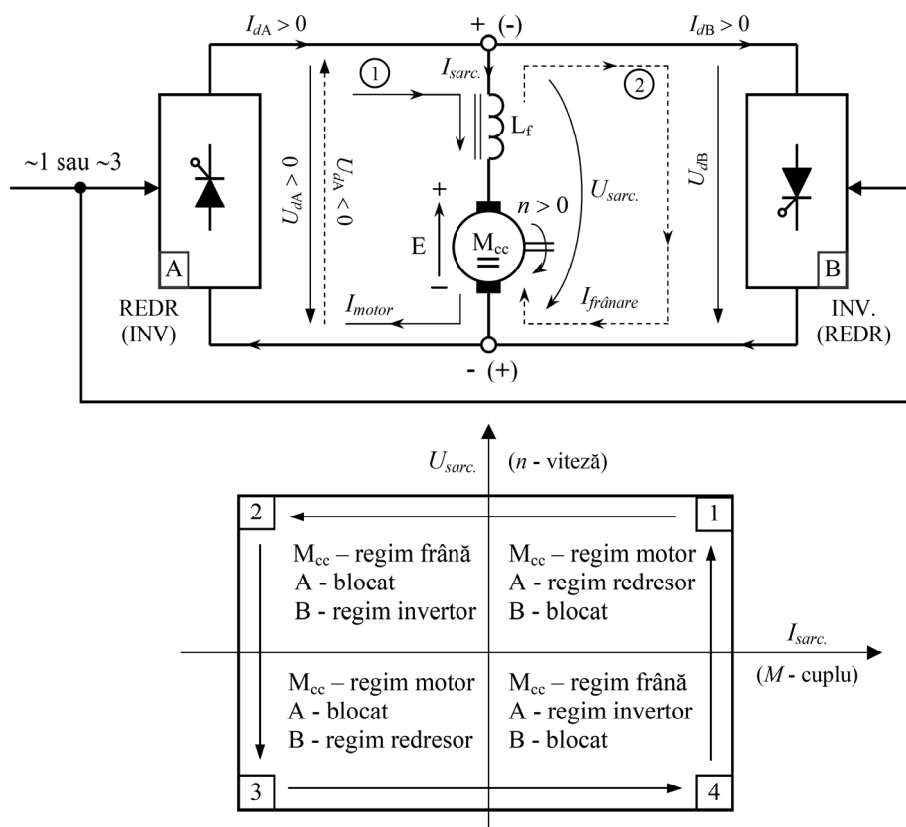 I_dA > 0
+ (-)
I_dB > 0
1
I_sarc.
2
L_f
~1 sau ~3
U_dA > 0
U_dA < 0
U_sarc.
U_dB
+
n > 0
E
M_cc
A
B
I_motor
I_frânare
REDR
(INV)
INV.
(REDR)
- (+)
U_sarc. (n - viteză)
2
1
M_cc – regim frână
A - blocat
B - regim invertor
M_cc – regim motor
A - regim redresor
B - blocat
I_sarc.
(M - cuplu)
M_cc – regim motor
A - blocat
B - regim redresor
M_cc – regim frână
A - regim invertor
B - blocat
3
4